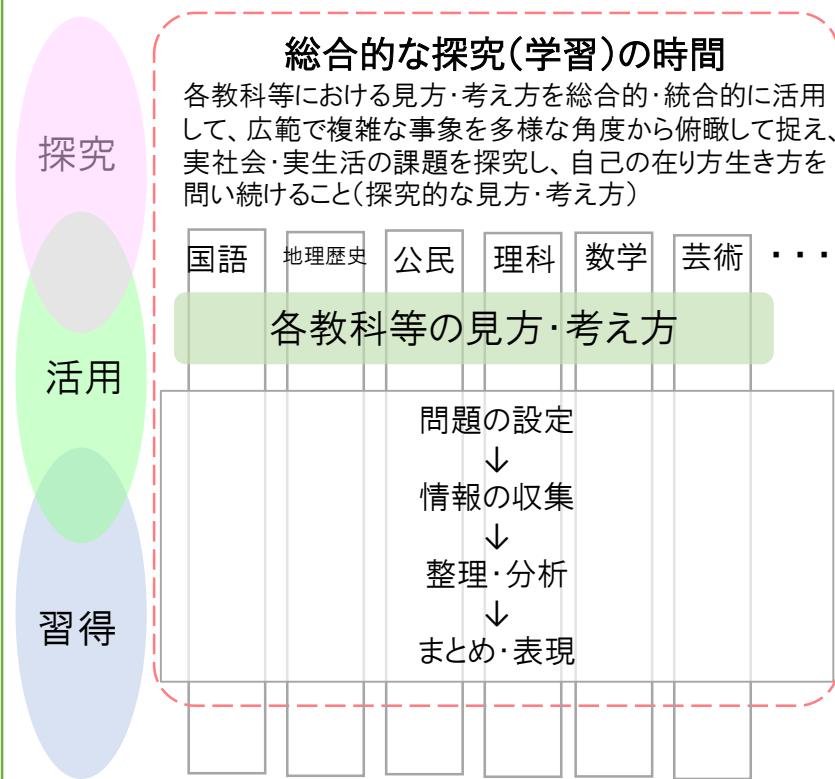 総合的な探究(学習)の時間
各教科等における見方・考え方を総合的・統合的に活用
して、広範で複雑な事象を多様な角度から俯瞰して捉え、
実社会・実生活の課題を探究し、自己の在り方生き方を
問い続けること(探究的な見方・考え方)
探究
国語 地理歴史 公民 理科 数学 芸術 ・・・
各教科等の見方・考え方
活用
問題の設定
↓
情報の収集
↓
整理・分析
↓
まとめ・表現
習得